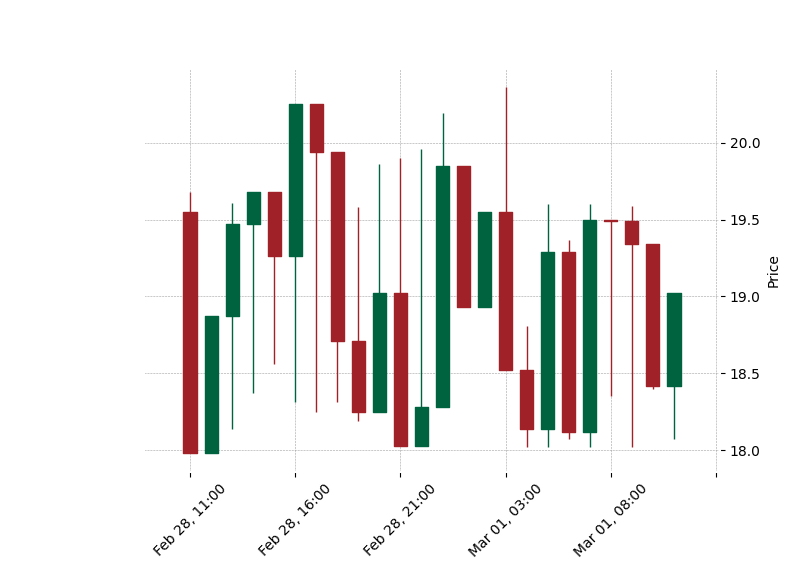 20.0
19.5
19.0
18.5
18.0
Price
Feb 28, 11:00
Feb 28, 16:00
Feb 28, 21:00
Mar 01, 03:00
Mar 01, 08:00